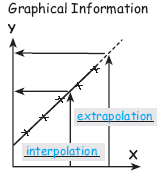 Graphical Information
Y
extrapolation
interpolation
X